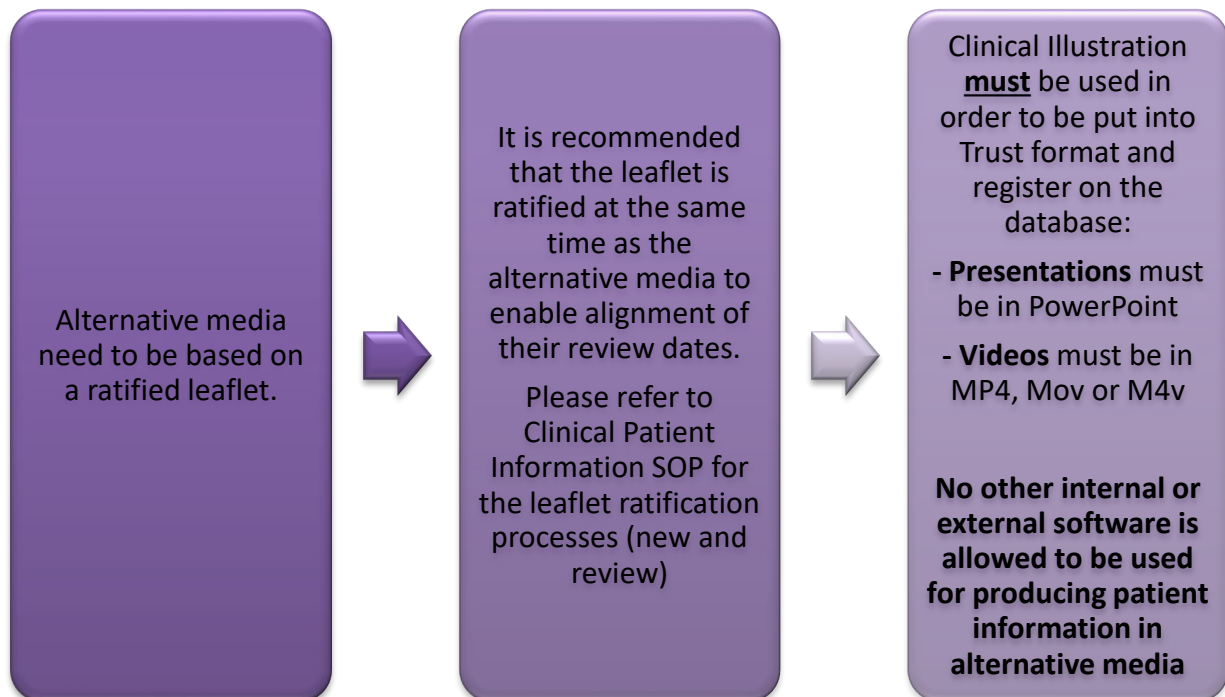 Alternative media
need to be based on
a ratified leaflet.
It is recommended
that the leaflet is
ratified at the same
time as the
alternative media to
enable alignment of
their review dates.
Please refer to
Clinical Patient
Information SOP for
the leaflet ratification
processes (new and
review)
Clinical Illustration
must be used in
order to be put into
Trust format and
register on the
database:
- Presentations must
be in PowerPoint
- Videos must be in
MP4, Mov or M4v
No other internal or
external software is
allowed to be used
for producing patient
information in
alternative media